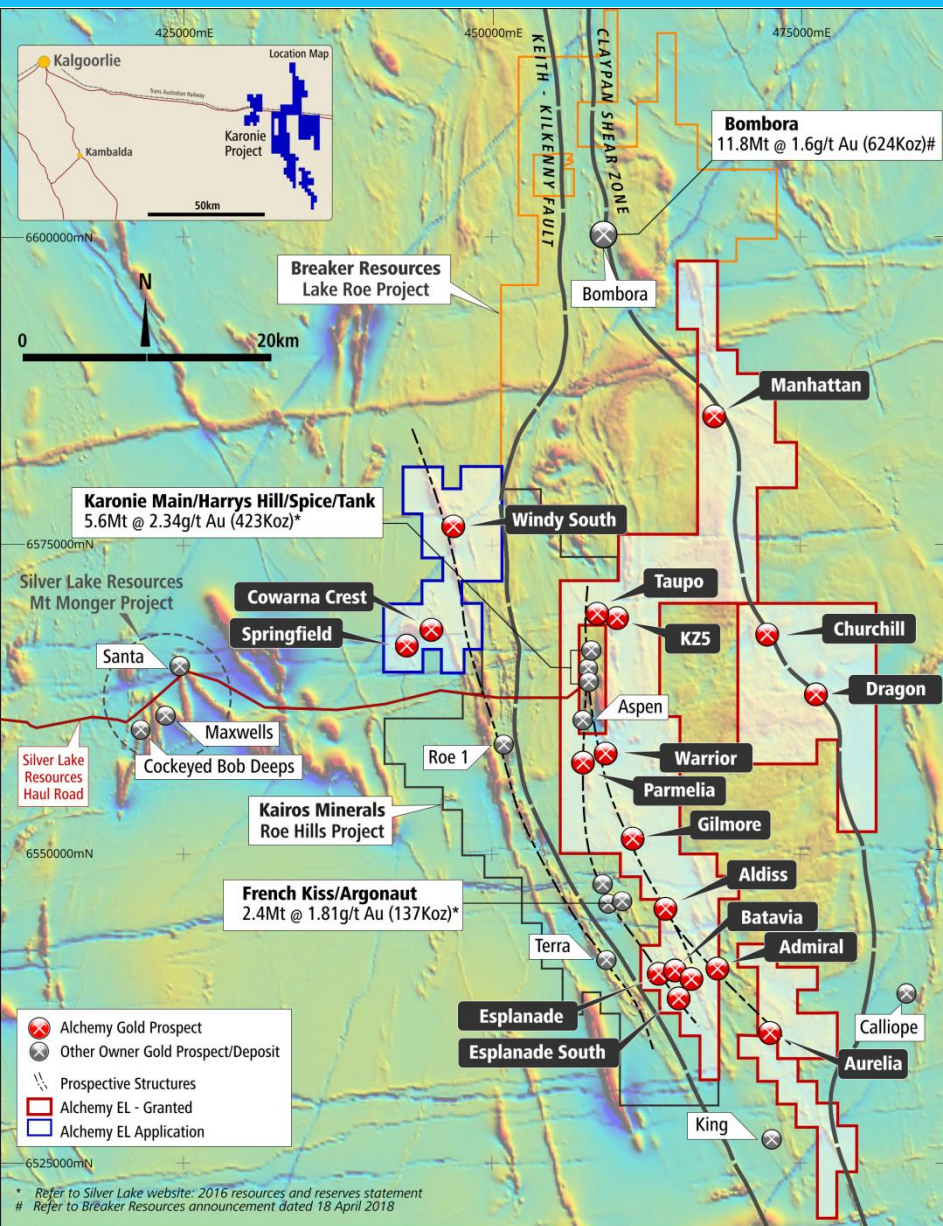 425000mE
450000mE
475000mE
Kalgoorlie
Location Map
Trans Australian Railway
Karonie
Project
Kambalda
50km
KEITH - KILKENNY FAULT
CLAYPAN SHEAR ZONE
Bombora
11.8Mt @ 1.6g/t Au (624Koz)#
6600000mN
Breaker Resources
Lake Roe Project
Bombora
N
0
20km
Manhattan
Karonie Main/Harrys Hill/Spice/Tank
5.6Mt @ 2.34g/t Au (423Koz)*
Windy South
6575000mN
Silver Lake Resources
Mt Monger Project
Taupo
Cowarna Crest
KZ5
Springfield
Churchill
Santa
Dragon
Aspen
Maxwells
Roe 1
Warrior
Cockeyed Bob Deeps
Silver Lake
Resources
Haul Road
Parmelia
Kairos Minerals
Roe Hills Project
Gilmore
6550000mN
French Kiss/Argonaut
2.4Mt @ 1.81g/t Au (137Koz)*
Aldiss
Batavia
Terra
Admiral
Esplanade
Calliope
Esplanade South
Aurelia
King
Alchemy Gold Prospect
Other Owner Gold Prospect/Deposit
Prospective Structures
Alchemy EL - Granted
Alchemy EL Application
6525000mN
* Refer to Silver Lake website: 2016 resources and reserves statement
# Refer to Breaker Resources announcement dated 18 April 2018